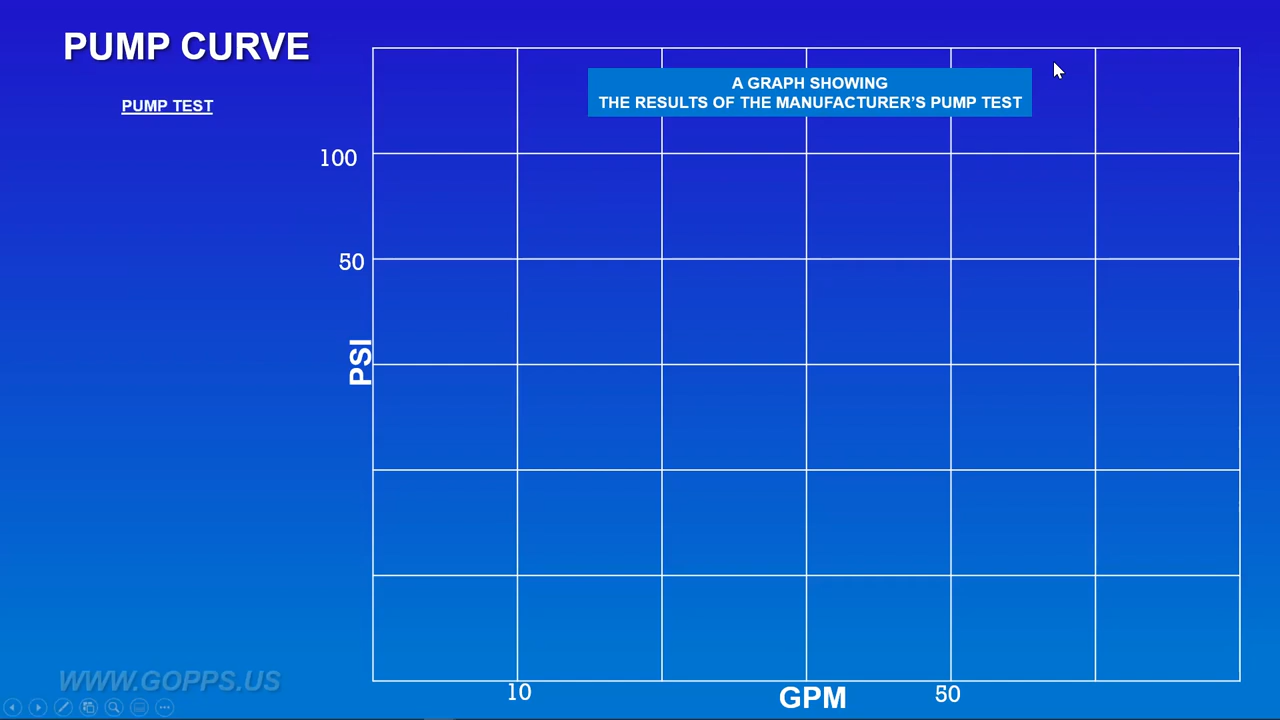 PUMP CURVE
PUMP TEST
A GRAPH SHOWING
THE RESULTS OF THE MANUFACTURER’S PUMP TEST
100
50
PSI
10
GPM
50
WWW.GOPPS.US